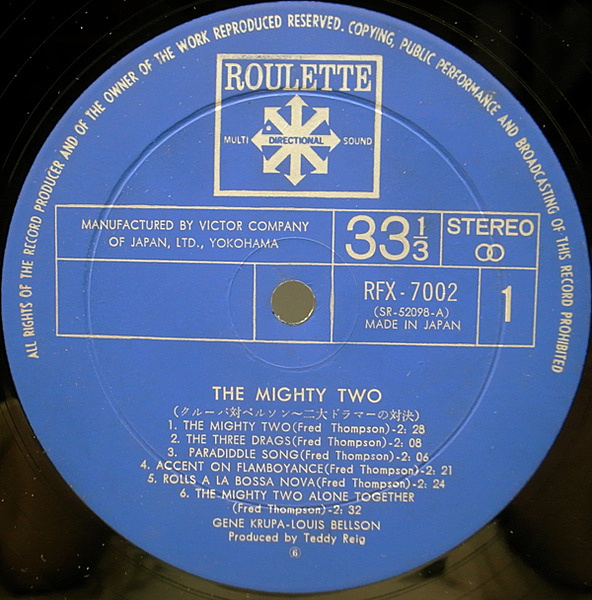 ALL RIGHTS OF THE RECORD PRODUCER AND OF THE OWNER OF THE WORK REPRODUCED RESERVED. COPYING, PUBLIC PERFORMANCE AND BROADCASTING OF THIS RECORD PROHIBITED
ROULETTE
MULTI DIRECTIONAL SOUND
MANUFACTURED BY VICTOR COMPANY
OF JAPAN, LTD., YOKOHAMA
33 1/3
STEREO
RFX-7002
(SR-52098-A)
MADE IN JAPAN
1
THE MIGHTY TWO
(クルーパ対ベルソン〜二大ドラマーの対決)
1. THE MIGHTY TWO(Fred Thompson)-2: 28
2. THE THREE DRAGS(Fred Thompson)-2: 08
3. PARADIDDLE SONG(Fred Thompson)-2: 06
4. ACCENT ON FLAMBOYANCE(Fred Thompson)-2: 21
5. ROLLS A LA BOSSA NOVA(Fred Thompson)-2: 24
6. THE MIGHTY TWO ALONE TOGETHER
(Fred Thompson)-2: 32
GENE KRUPA-LOUIS BELLSON
Produced by Teddy Reig
⑥